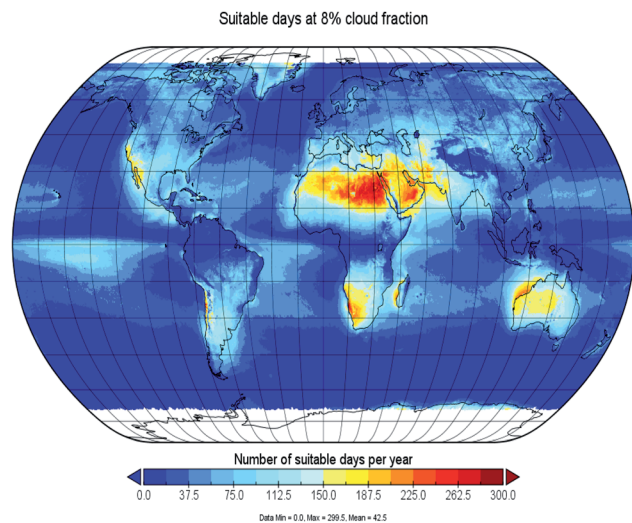 Suitable days at 8% cloud fraction
Number of suitable days per year
0.0 37.5 75.0 112.5 150.0 187.5 225.0 262.5 300.0
Data Min = 0.0, Max = 299.5, Mean = 42.5